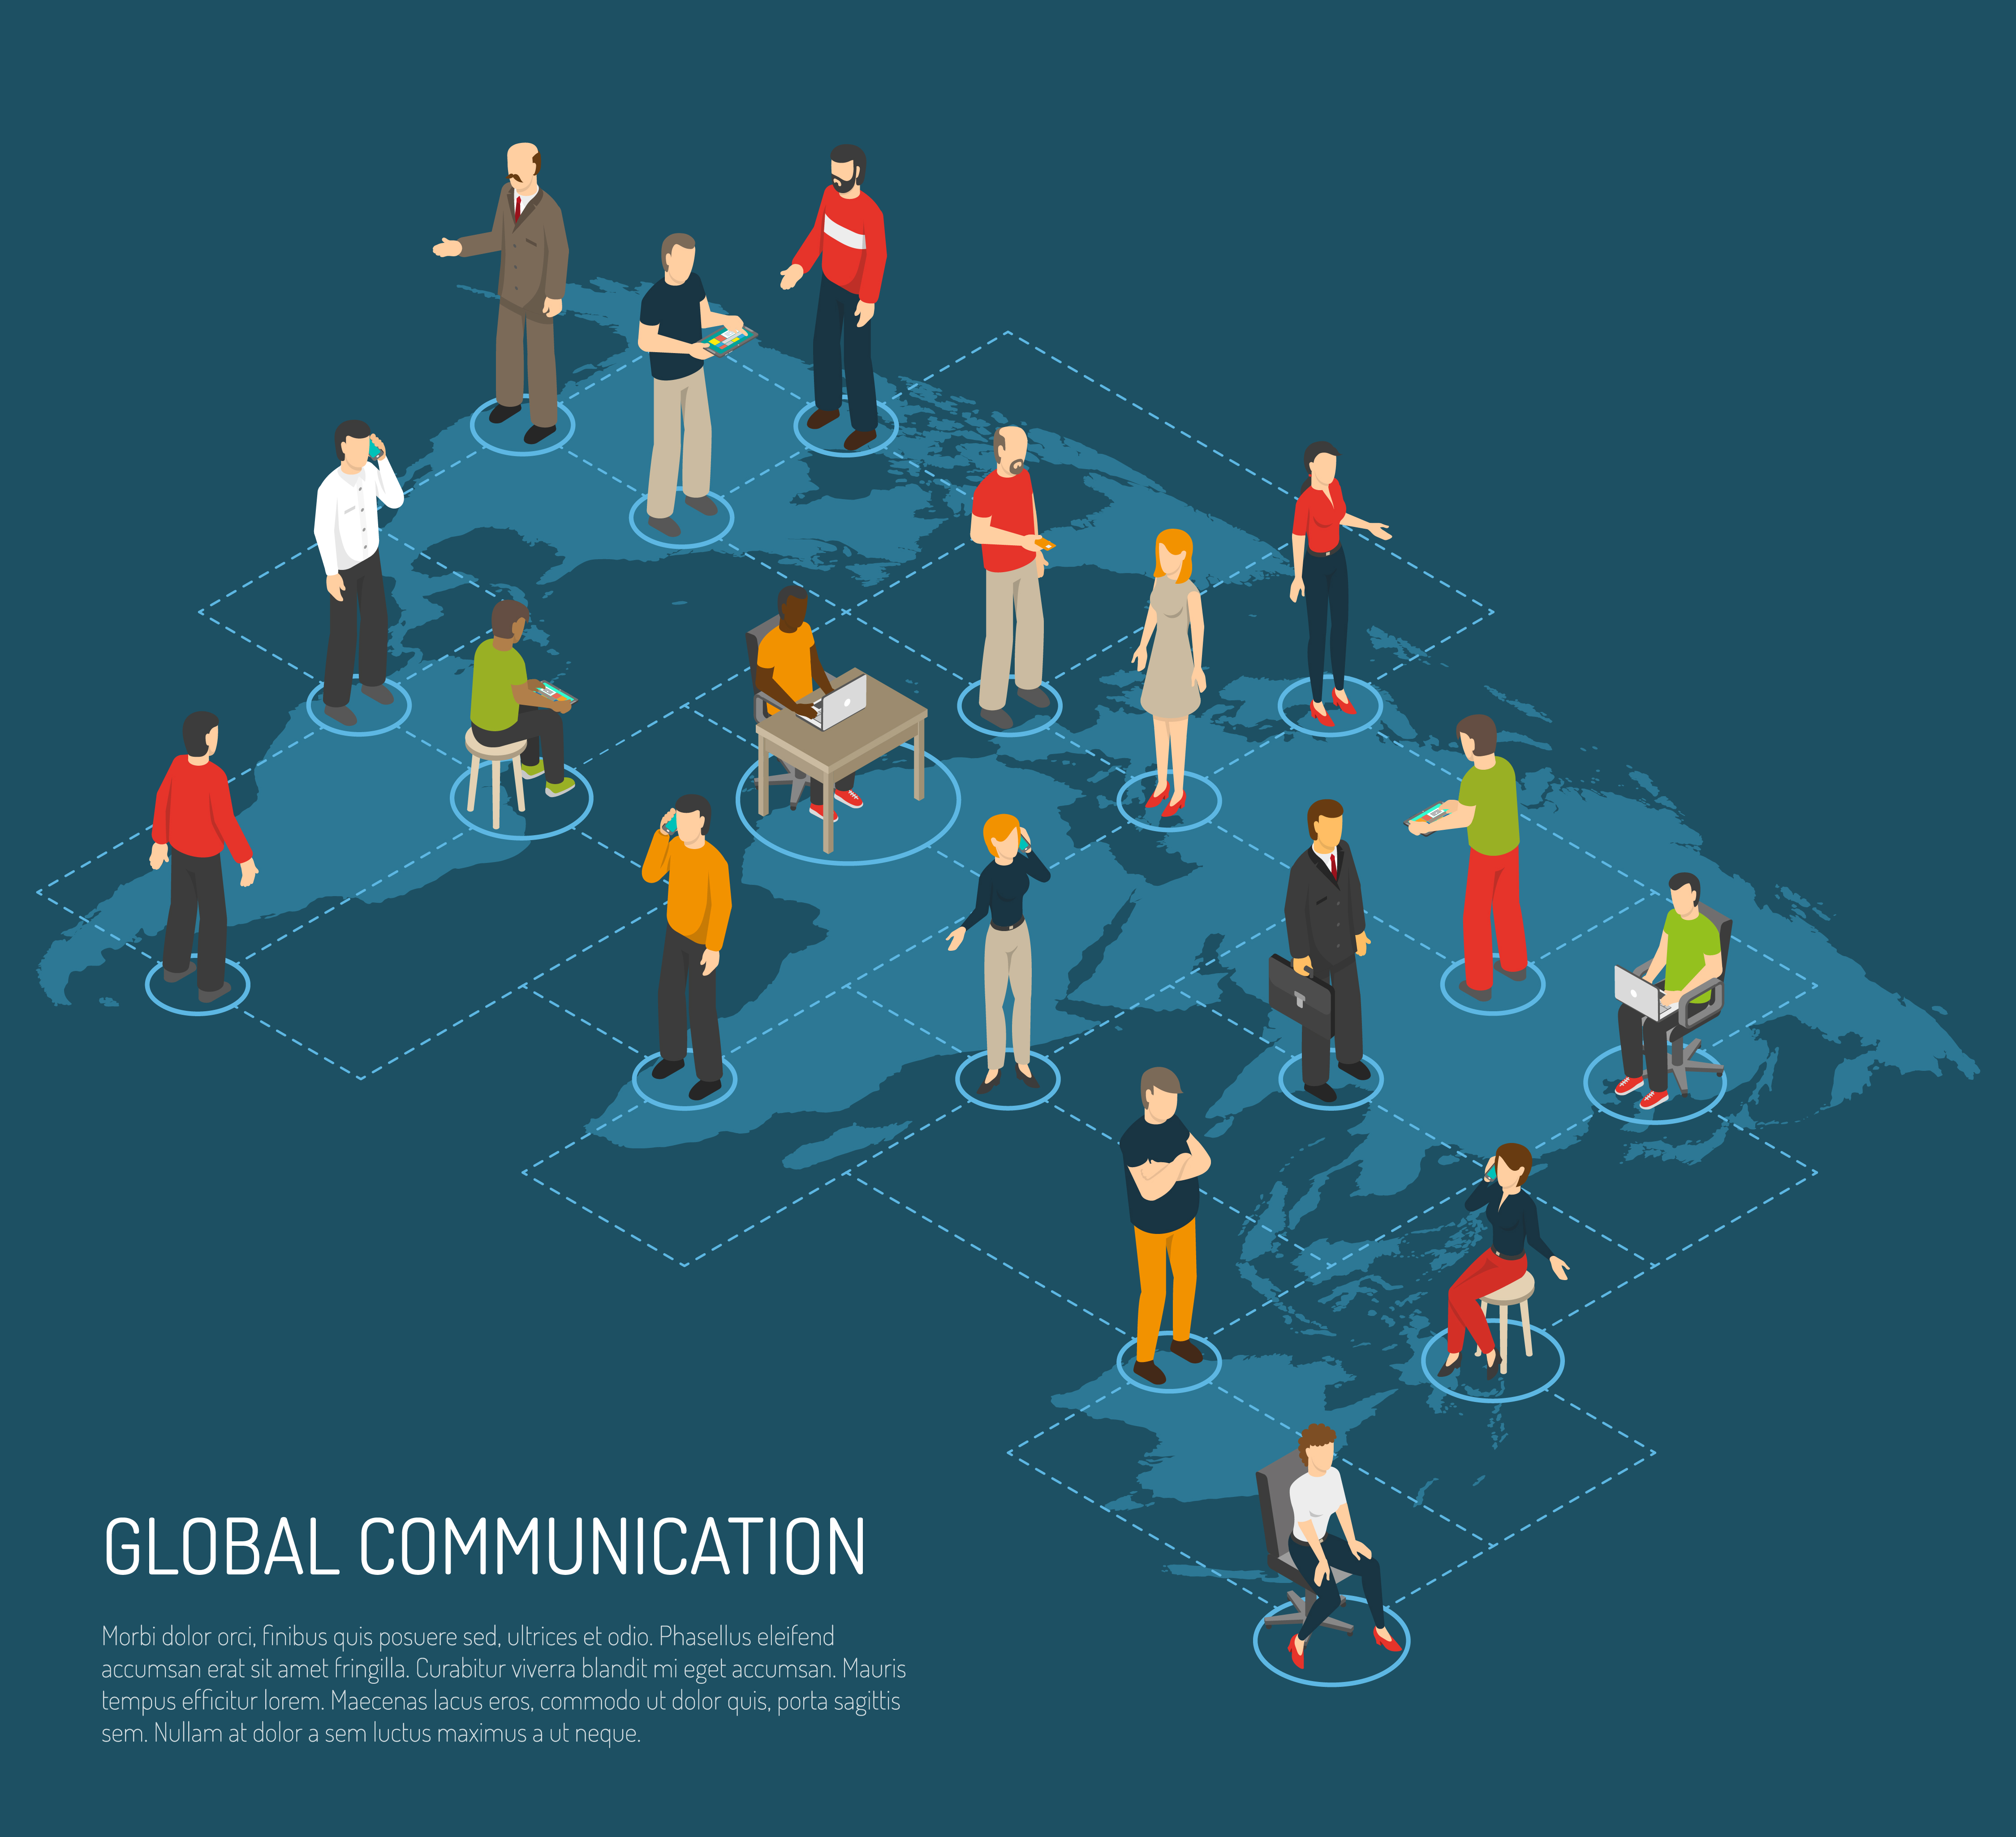 GLOBAL COMMUNICATION
Morbi dolor orci, finibus quis posuere sed, ultrices et odio. Phasellus eleifend
accumsan erat sit amet fringilla. Curabitur viverra blandit mi eget accumsan. Mauris
tempus efficitur lorem. Maecenas lacus eros, commodo ut dolor quis, porta sagittis
sem. Nullam at dolor a sem luctus maximus a ut neque.